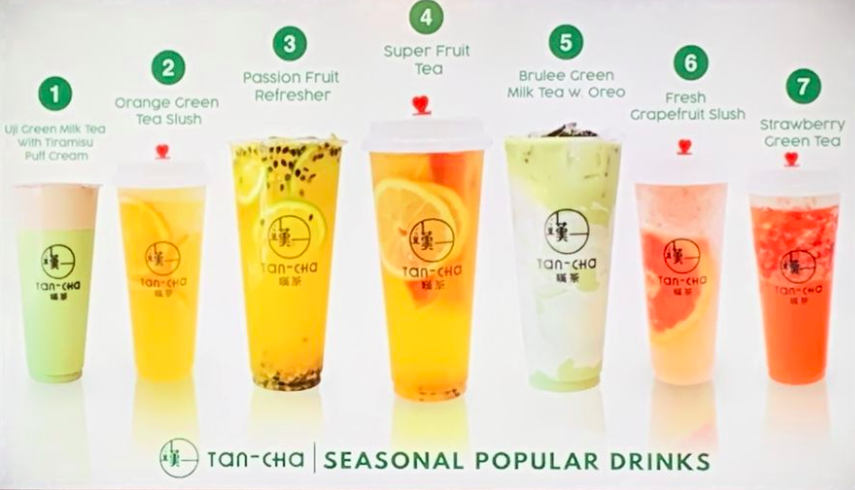 1
Uji Green Milk Tea
with Tiramisu
Puff Cream
2
Orange Green
Tea Slush
3
Passion Fruit
Refresher
4
Super Fruit
Tea
5
Brulee Green
Milk Tea w. Oreo
6
Fresh
Grapefruit Slush
7
Strawberry
Green Tea
Tan-cha
Tan-cha
Tan-cha
Tan-cha
Tan-cha
Tan-cha
Tan-cha
Tan-cha | SEASONAL POPULAR DRINKS